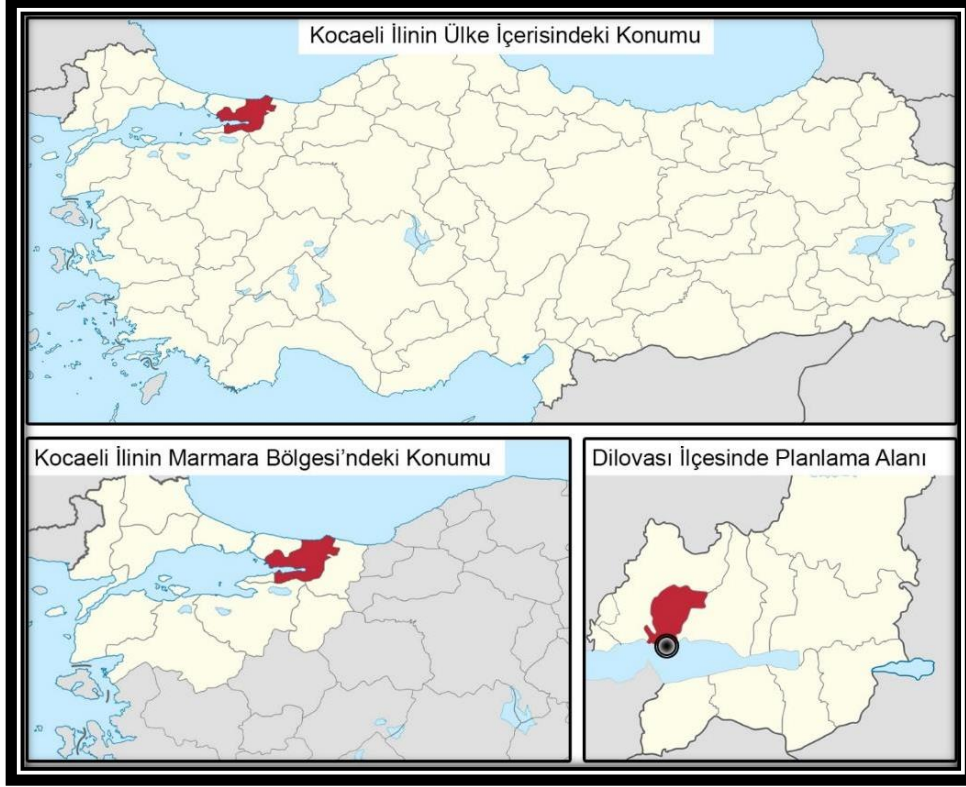 Kocaeli İlinin Ülke İçerisindeki Konumu
Kocaeli İlinin Marmara Bölgesi'ndeki Konumu
Dilovası İlçesinde Planlama Alanı